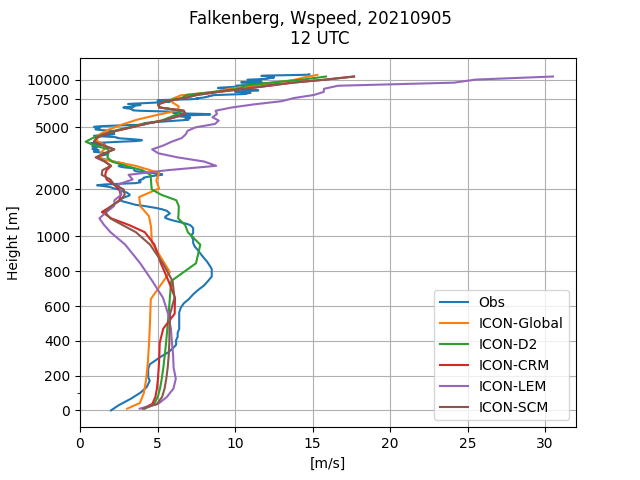 Falkenberg, Wspeed, 20210905
12 UTC
10000
7500
5000
2000
1000
800
600
400
200
0
Height [m]
Obs
ICON-Global
ICON-D2
ICON-CRM
ICON-LEM
ICON-SCM
0 5 10 15 20 25 30
[m/s]